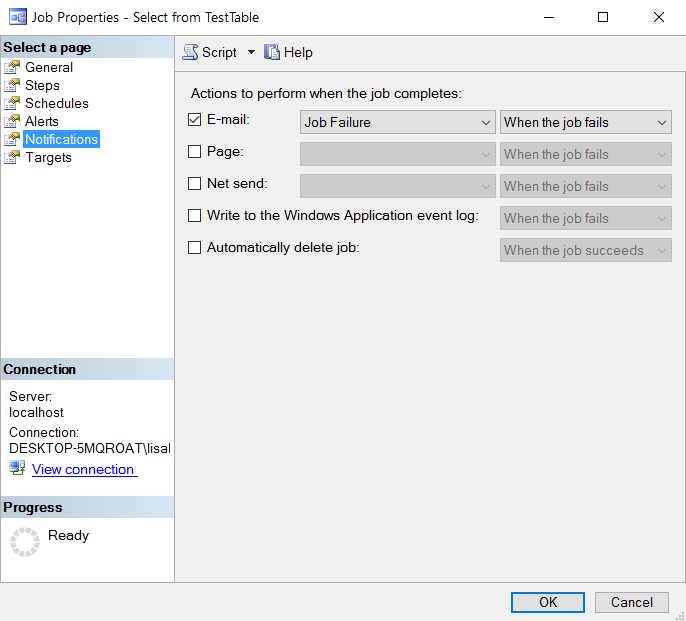 Job Properties - Select from TestTable
Select a page
General
Steps
Schedules
Alerts
Notifications
Targets
Script
Help
Actions to perform when the job completes:
E-mail: Job Failure When the job fails
Page: When the job fails
Net send: When the job fails
Write to the Windows Application event log: When the job fails
Automatically delete job: When the job succeeds
Connection
Server:
localhost
Connection:
DESKTOP-5MQROAT\lisal
View connection
Progress
Ready
OK Cancel